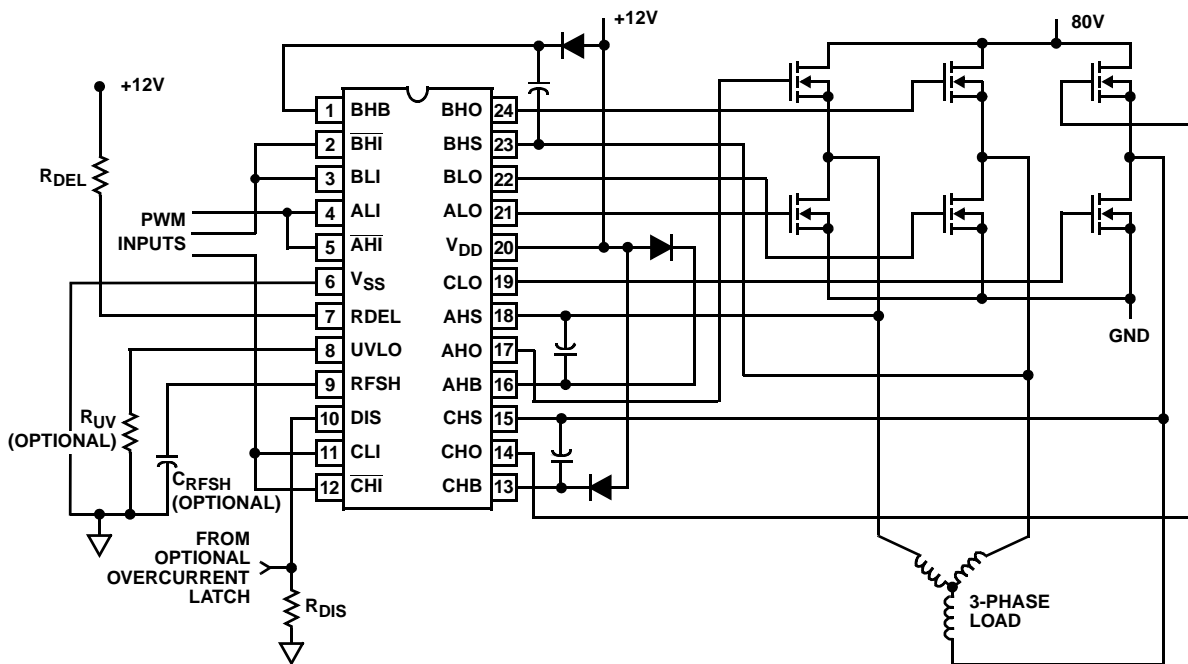 +12V
80V
+12V
1 BHB BHO 24
2 BHI BHS 23
3 BLI BLO 22
4 ALI ALO 21
5 AHI VDD 20
6 VSS CLO 19
7 RDEL AHS 18
8 UVLO AHO 17
9 RFSH AHB 16
10 DIS CHS 15
11 CLI CHO 14
12 CHI CHB 13
RDEL
PWM
INPUTS
RUV
(OPTIONAL)
CRFSH
(OPTIONAL)
FROM
OPTIONAL
OVERCURRENT
LATCH
RDIS
GND
3-PHASE
LOAD